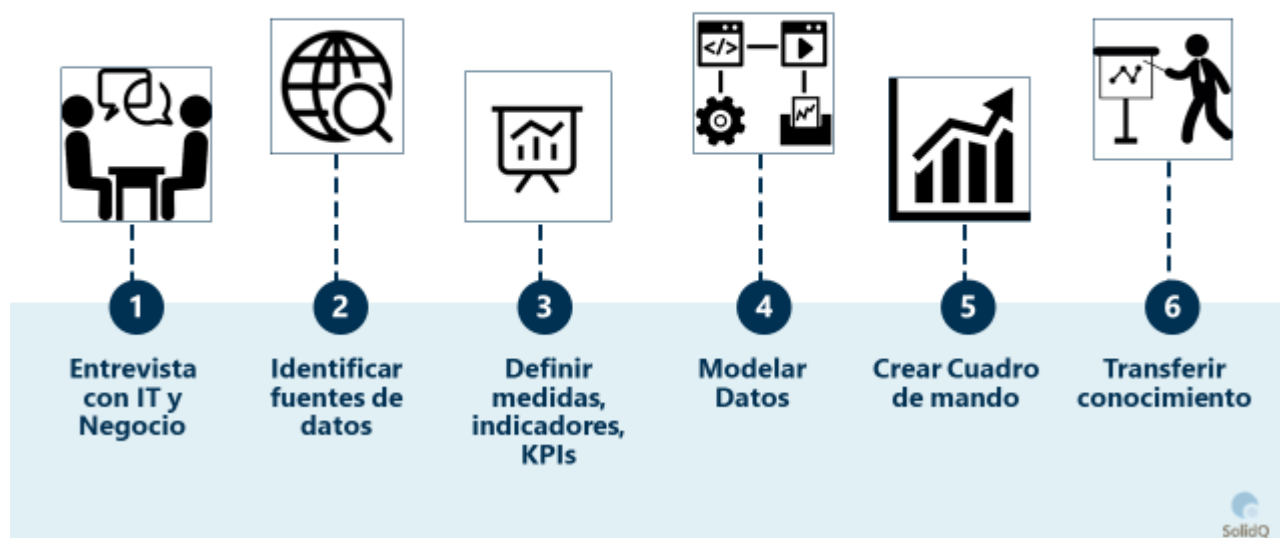 </>
1
Entrevista
con IT y
Negocio
2
Identificar
fuentes de
datos
3
Definir
medidas,
indicadores,
KPIs
4
Modelar
Datos
5
Crear Cuadro
de mando
6
Transferir
conocimiento
SolidQ